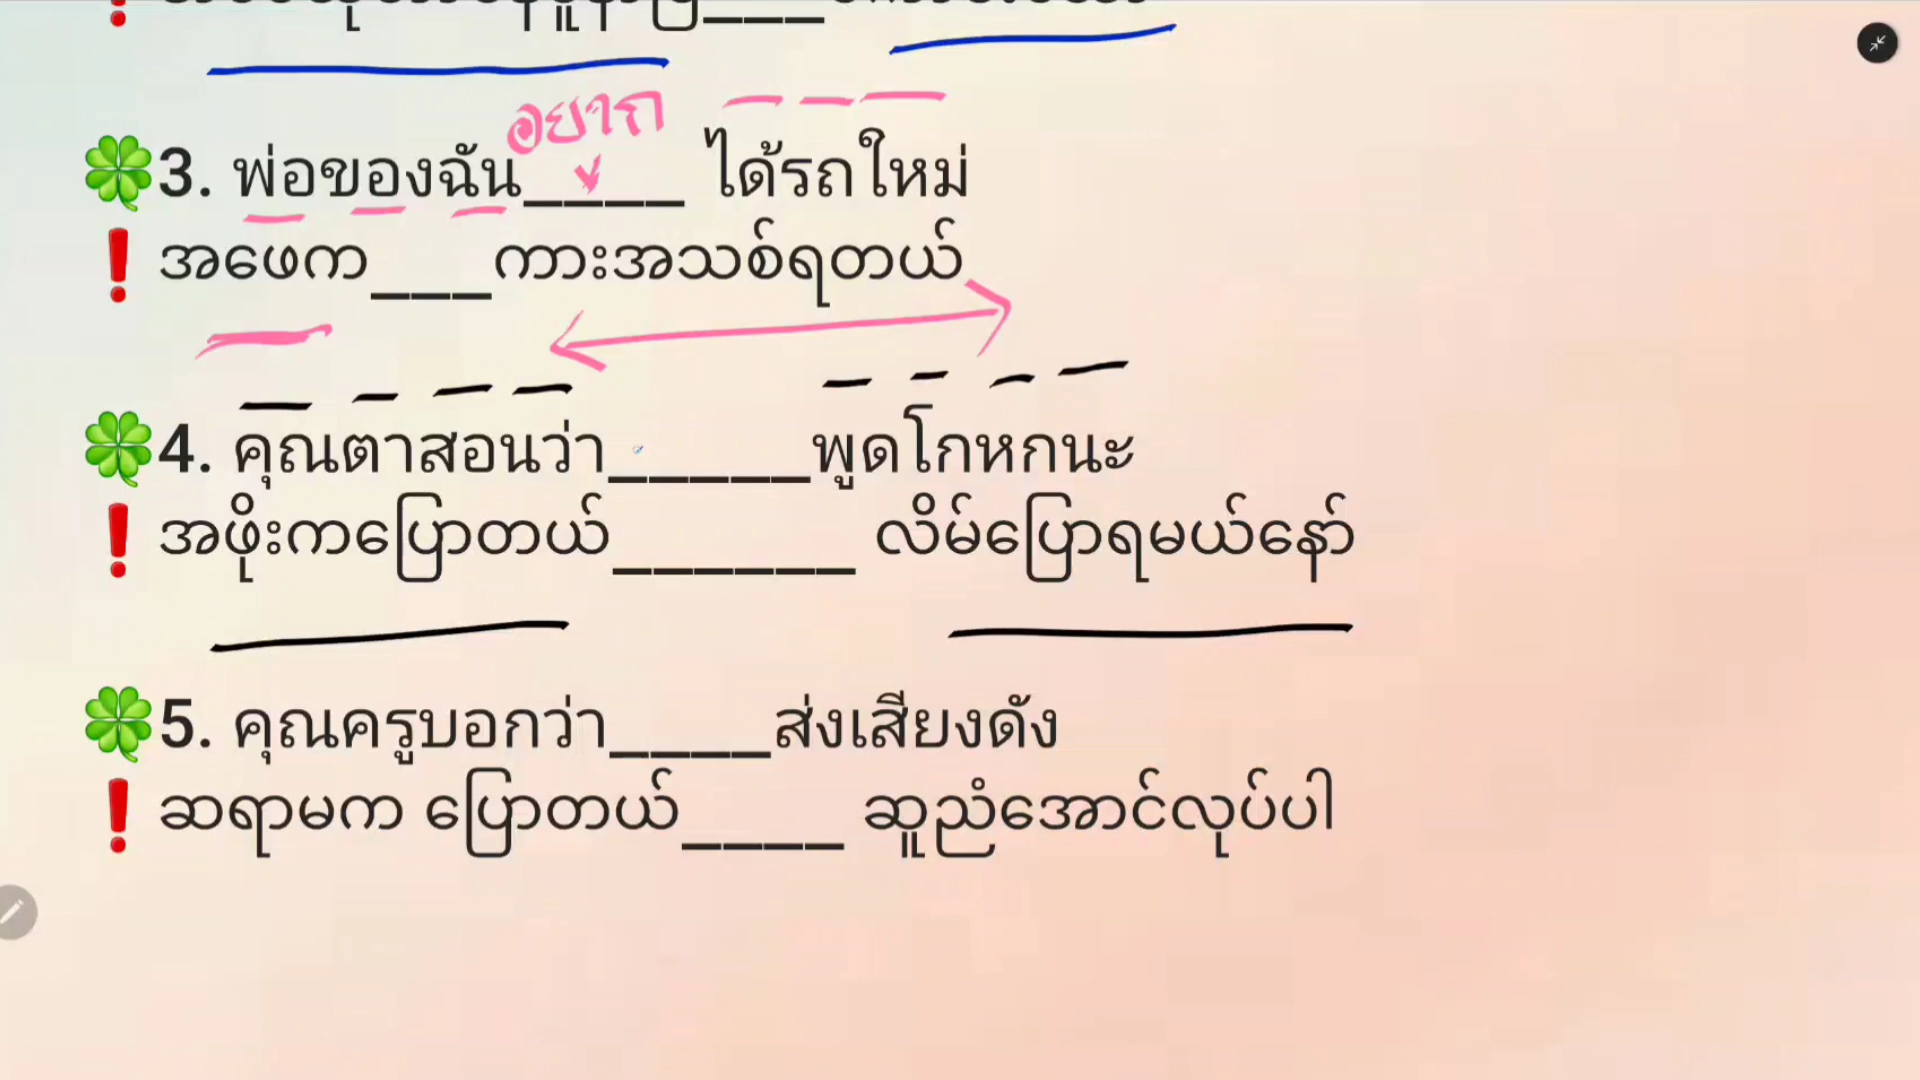 อยาก
3. พ่อของฉัน____ ได้รถใหม่
အဖေက___ကားအသစ်ရတယ်
4. คุณตาสอนว่า_____พูดโกหกนะ
အဖိုးကပြောတယ်______ လိမ်ပြောရမယ်နော်
5. คุณครูบอกว่า____ส่งเสียงดัง
ဆရာမက ပြောတယ်____ ဆူညံအောင်လုပ်ပါ